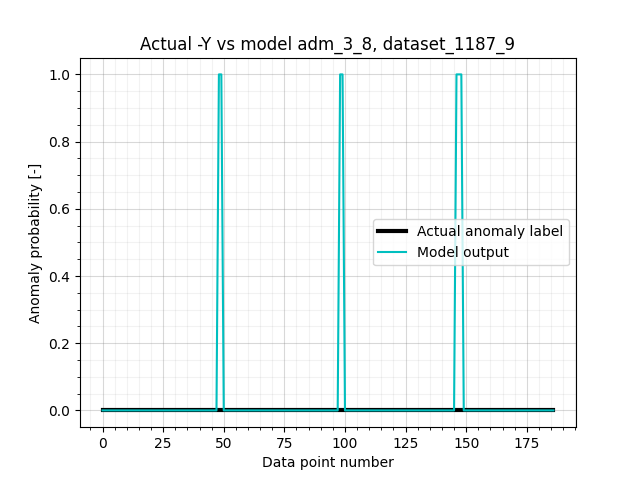 Actual -Y vs model adm_3_8, dataset_1187_9
Anomaly probability [-]
1.0
0.8
0.6
0.4
0.2
0.0
Actual anomaly label
Model output
0 25 50 75 100 125 150 175
Data point number